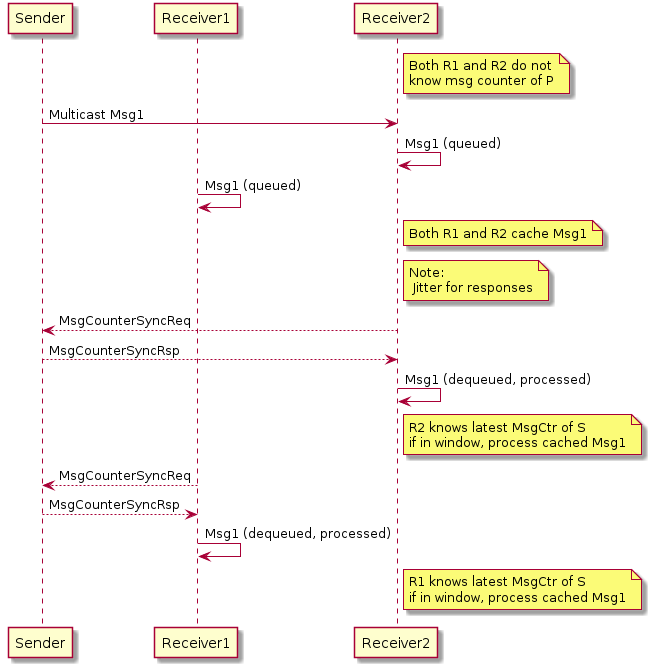 Sender
Receiver1
Receiver2
Both R1 and R2 do not
know msg counter of P
Multicast Msg1
Msg1 (queued)
Msg1 (queued)
Both R1 and R2 cache Msg1
Note:
Jitter for responses
MsgCounterSyncReq
MsgCounterSyncRsp
Msg1 (dequeued, processed)
R2 knows latest MsgCtr of S
if in window, process cached Msg1
MsgCounterSyncReq
MsgCounterSyncRsp
Msg1 (dequeued, processed)
R1 knows latest MsgCtr of S
if in window, process cached Msg1
Sender
Receiver1
Receiver2